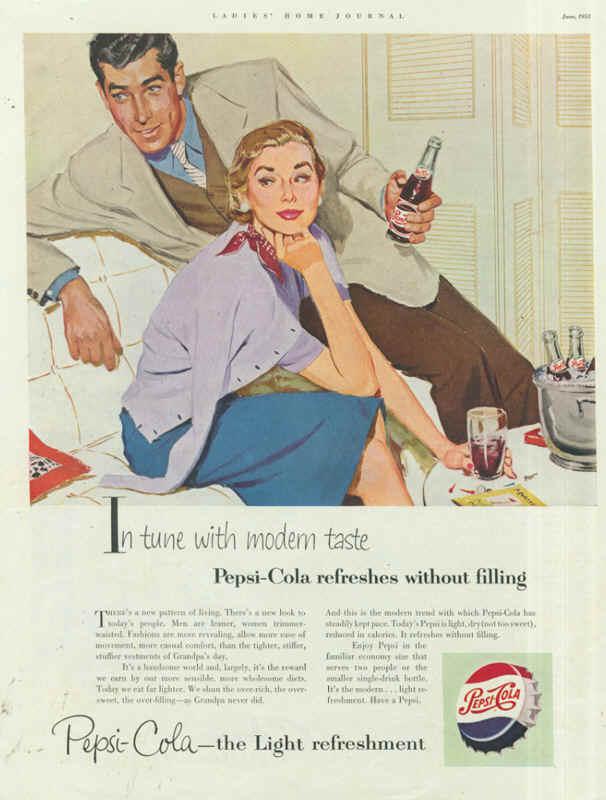 LADIES' HOME JOURNAL
June, 1953
In tune with modern taste
Pepsi-Cola refreshes without filling
THERE'S a new pattern of living. There's a new look to
today's people. Men are leaner, women trimmer-
waisted. Fashions are more revealing, allow more ease of
movement, more casual comfort, than the tighter, stiffer,
stuffier vestments of Grandpa's day.
It's a handsome world and, largely, it's the reward
we earn by our more sensible, more wholesome diets.
Today we eat far lighter. We shun the over-rich, the over-
sweet, the over-filling—as Grandpa never did.
And this is the modern trend with which Pepsi-Cola has
steadily kept pace. Today's Pepsi is light, dry (not too sweet),
reduced in calories. It refreshes without filling.
Enjoy Pepsi in the
familiar economy size that
serves two people or the
smaller single-drink bottle.
It's the modern . . . light re-
freshment. Have a Pepsi.
PEPSI-COLA
Pepsi-Cola—the Light refreshment